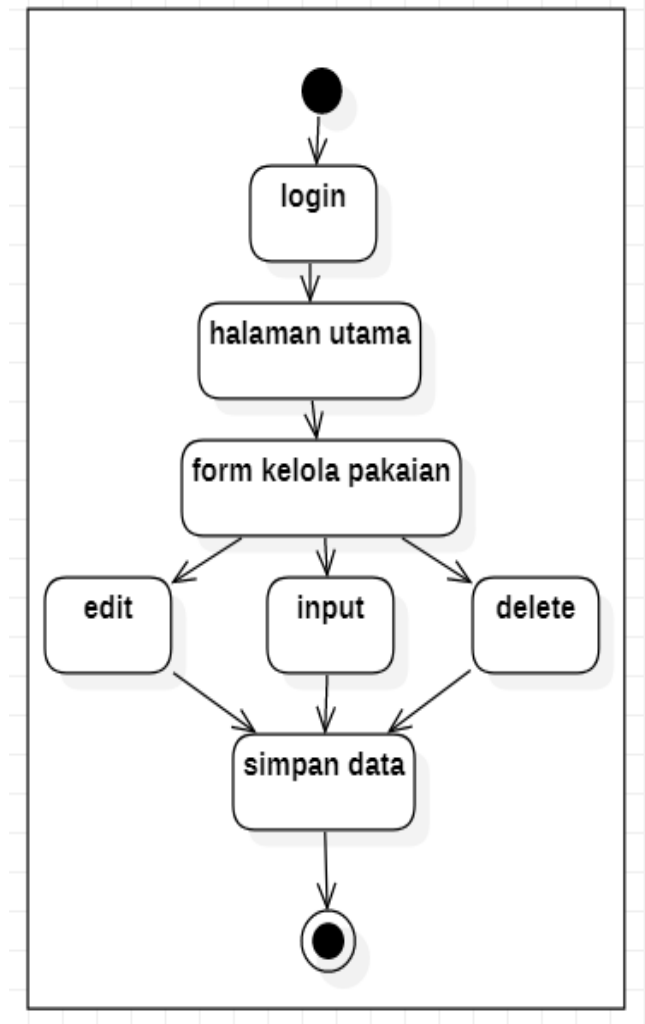 login
halaman utama
form kelola pakaian
edit
input
delete
simpan data